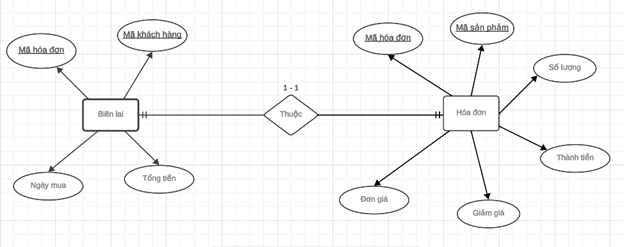 Mã hóa đơn
Mã khách hàng
Biên lai
Ngày mua
Tổng tiền
1 - 1
Thuộc
Mã hóa đơn
Mã sản phẩm
Số lượng
Hóa đơn
Thành tiền
Đơn giá
Giảm giá